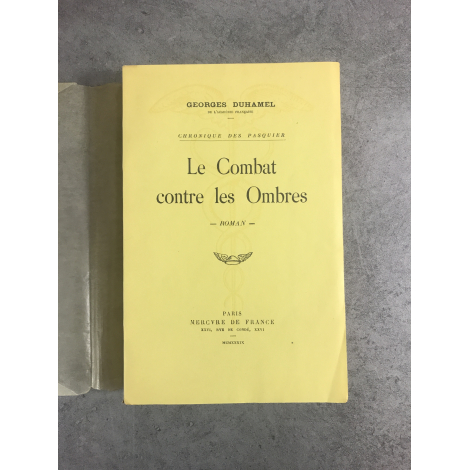 GEORGES DUHAMEL
DE L'ACADÉMIE FRANÇAISE
CHRONIQUE DES PASQUIER
Le Combat
contre les Ombres
— ROMAN —
PARIS
MERCVRE DE FRANCE
XXVI, RVE DE CONDÉ, XXVI
MCMXXXIX